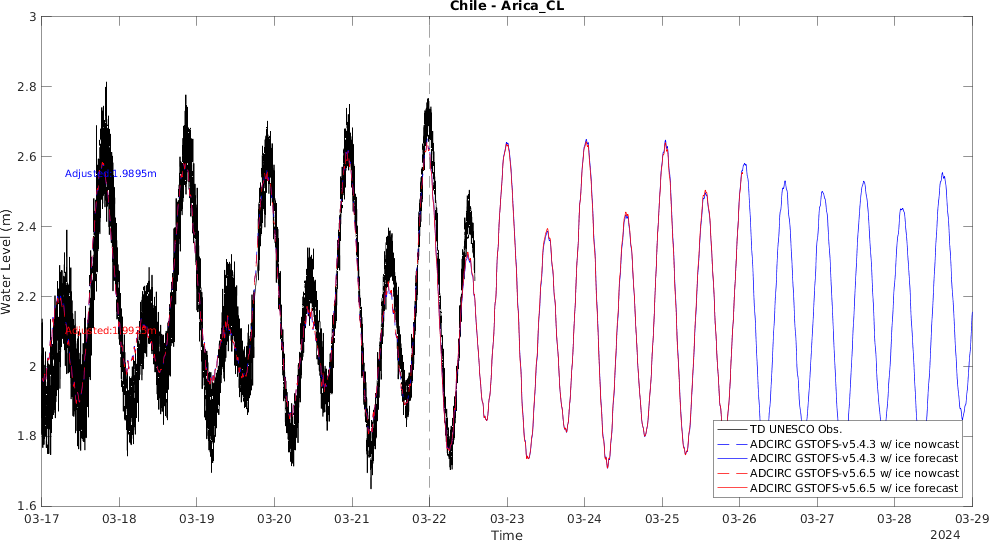 Chile - Arica_CL
3
2.8
2.6
2.4
2.2
2
1.8
1.6
Water Level (m)
Adjusted:1.9895m
TD UNESCO Obs.
ADCIRC GSTOFS-v5.4.3 w/ ice nowcast
ADCIRC GSTOFS-v5.4.3 w/ ice forecast
ADCIRC GSTOFS-v5.6.5 w/ ice nowcast
ADCIRC GSTOFS-v5.6.5 w/ ice forecast
03-17 03-18 03-19 03-20 03-21 03-22 03-23 03-24 03-25 03-26 03-27 03-28 03-29
Time
2024